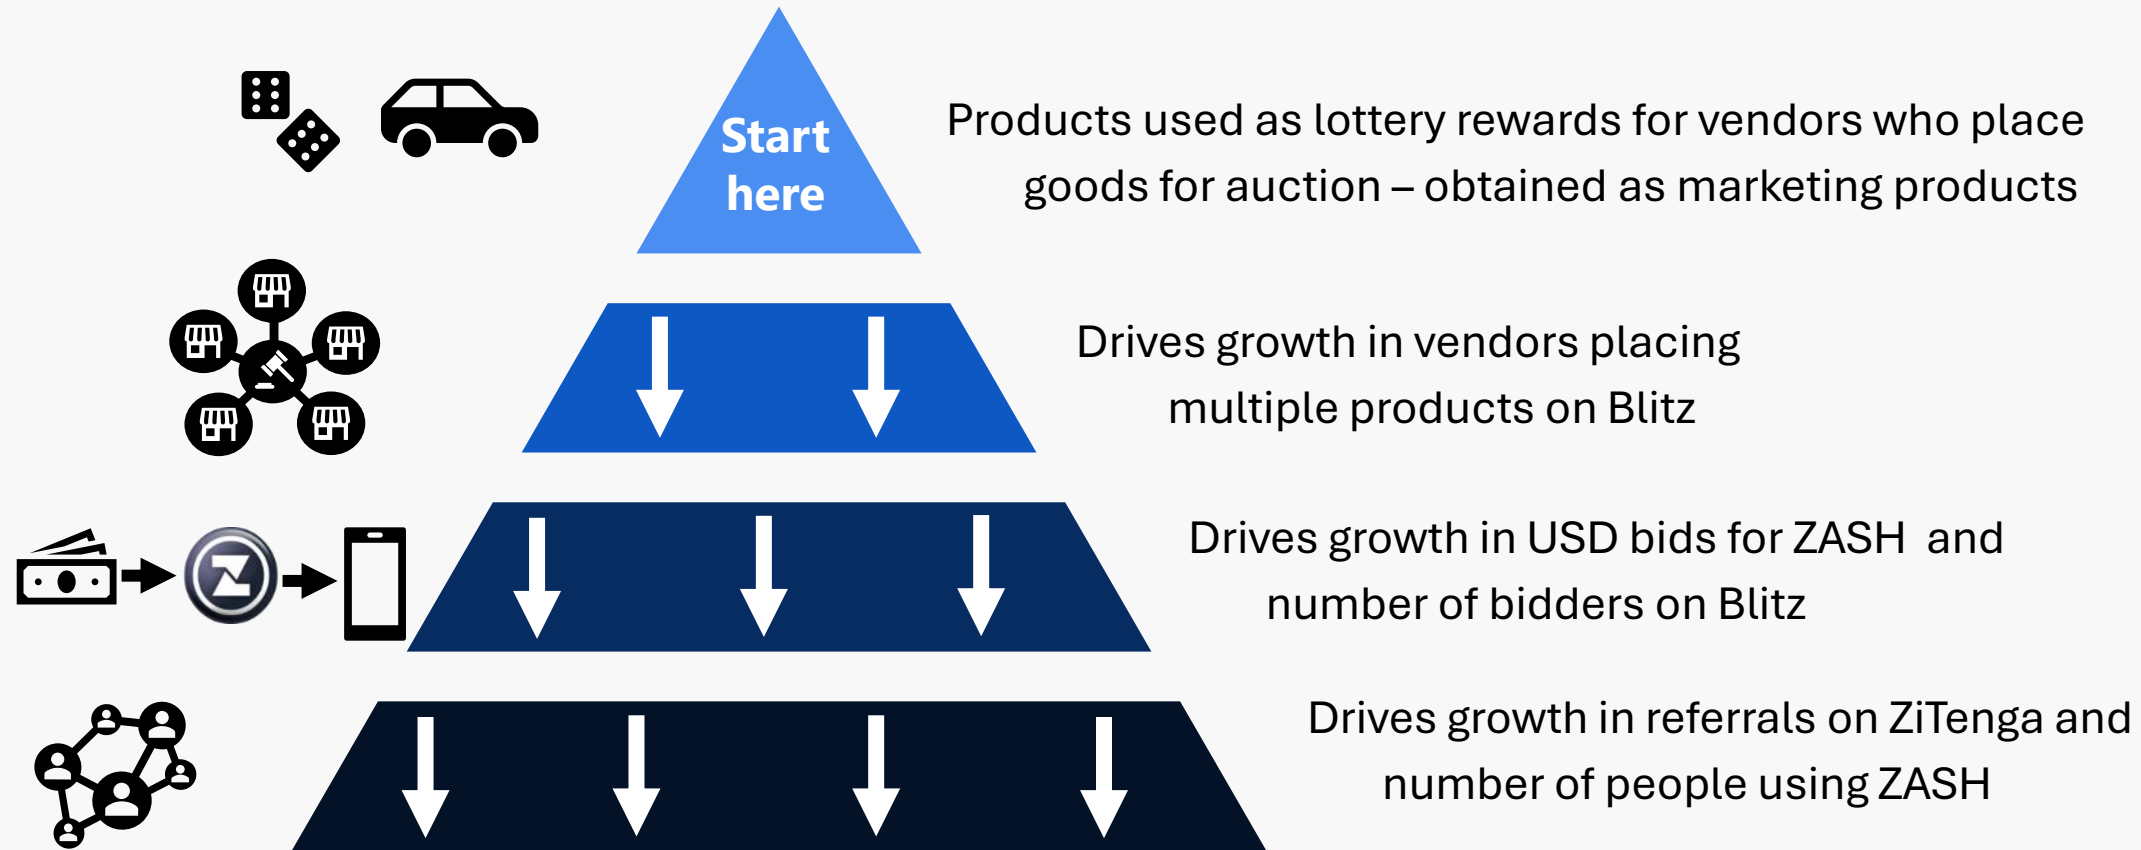 Start
here
Products used as lottery rewards for vendors who place
goods for auction – obtained as marketing products
Drives growth in vendors placing
multiple products on Blitz
Drives growth in USD bids for ZASH  and
number of bidders on Blitz
Drives growth in referrals on ZiTenga and
number of people using ZASH